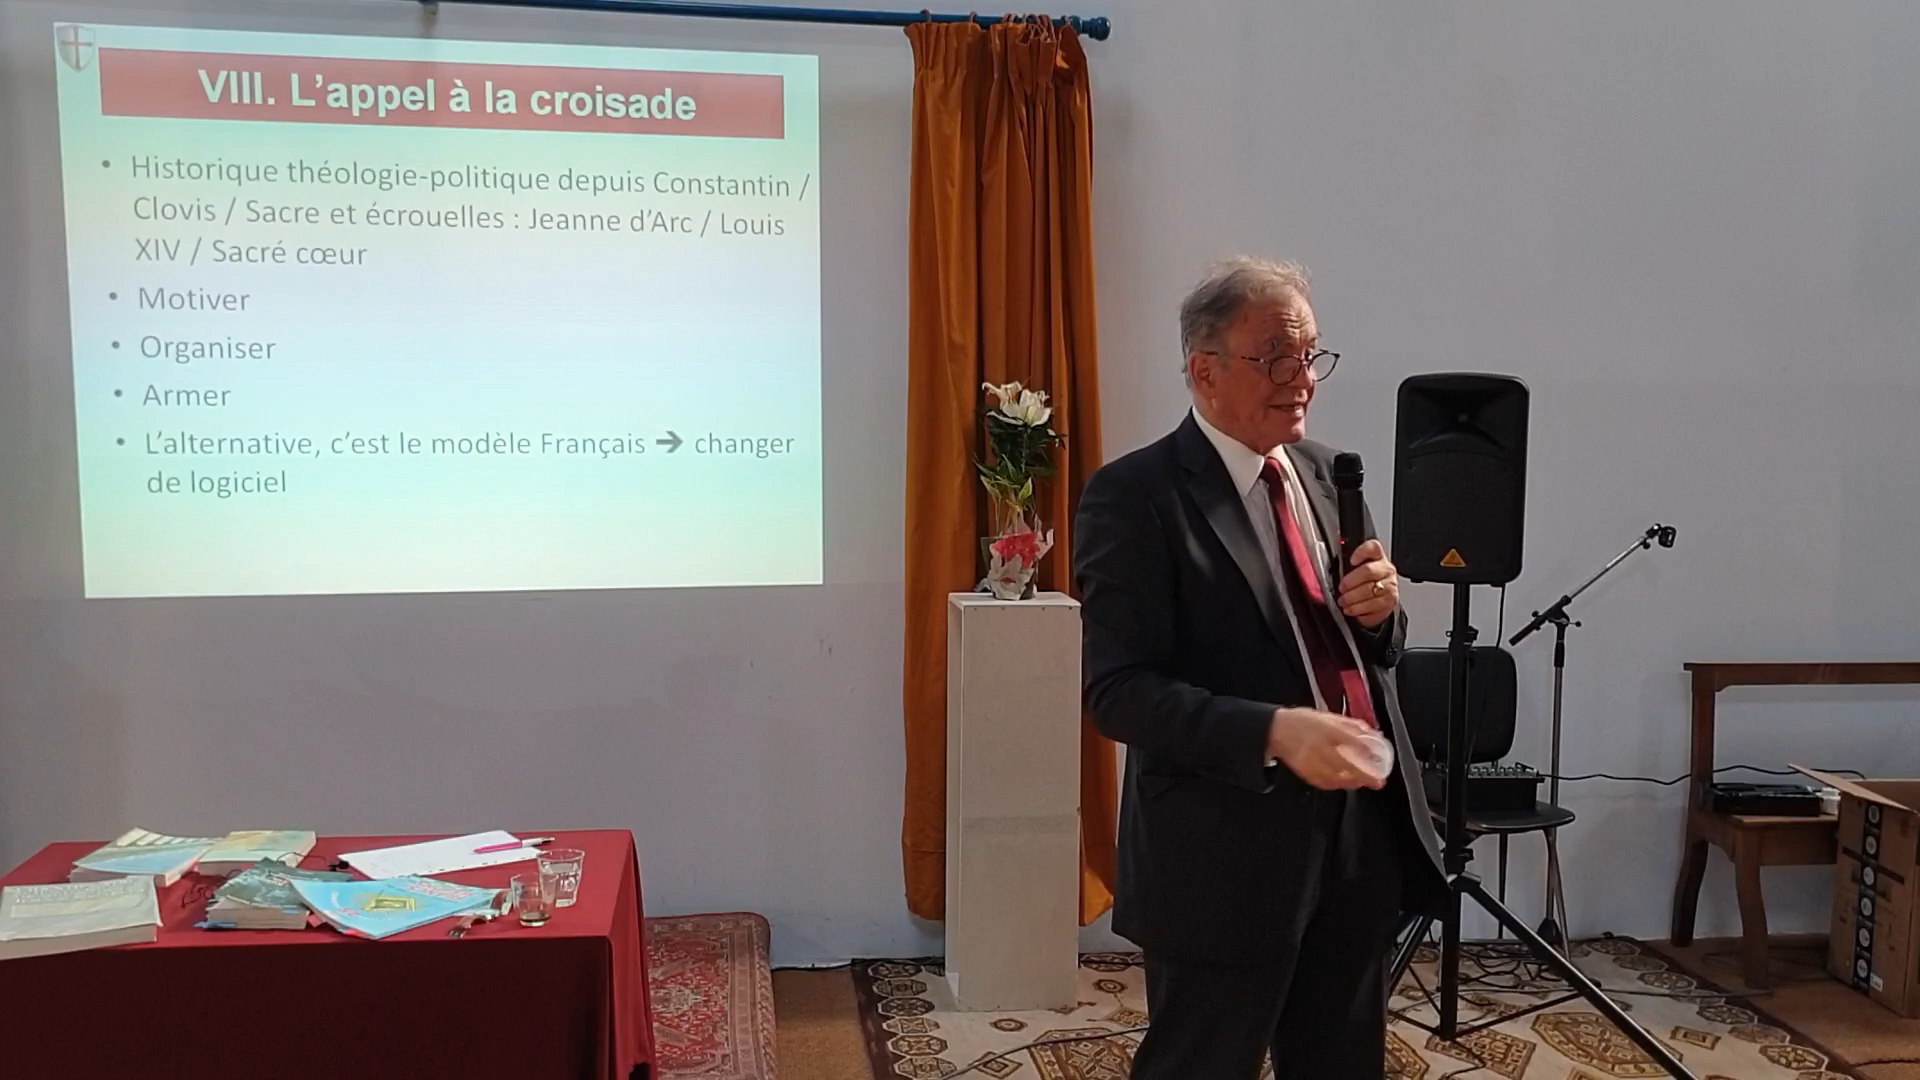 VIII. L’appel à la croisade
• Historique théologie-politique depuis Constantin /
Clovis / Sacre et écrouelles : Jeanne d’Arc / Louis
XIV / Sacré cœur
• Motiver
• Organiser
• Armer
• L’alternative, c’est le modèle Français ➔ changer
de logiciel